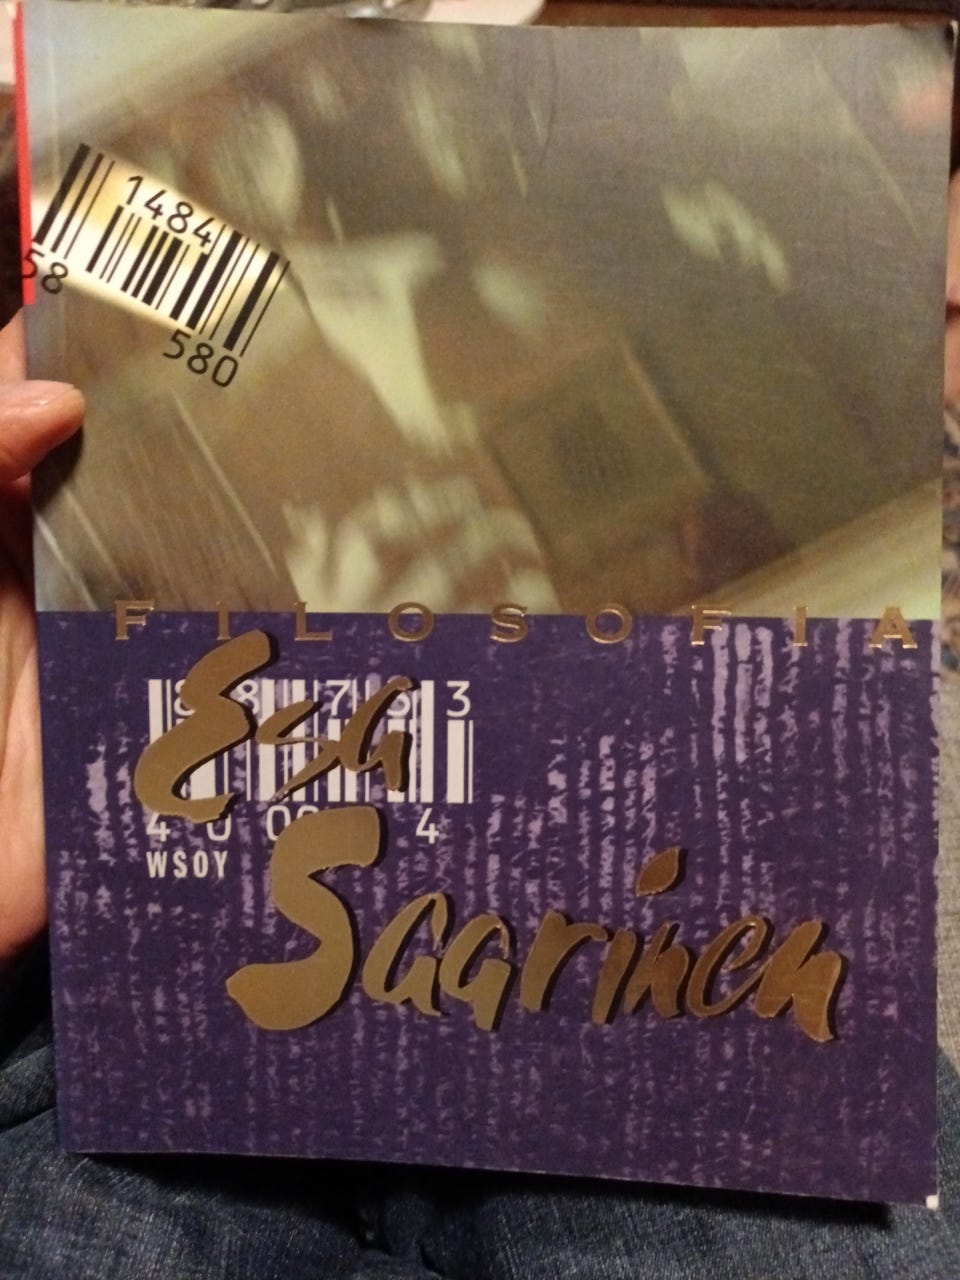 1484
58
580
FILOSOFIA
Esa
WSOY
Saarinen